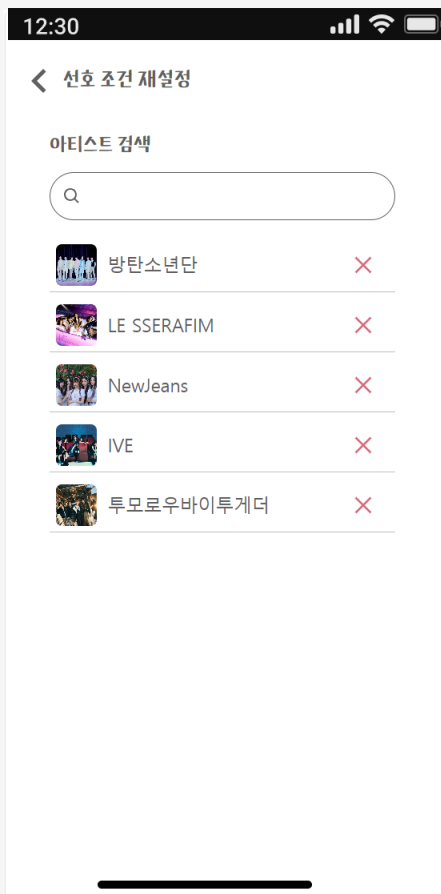 12:30
선호 조건 재설정
아티스트 검색
방탄소년단
LE SSERAFIM
NewJeans
IVE
투모로우바이투게더